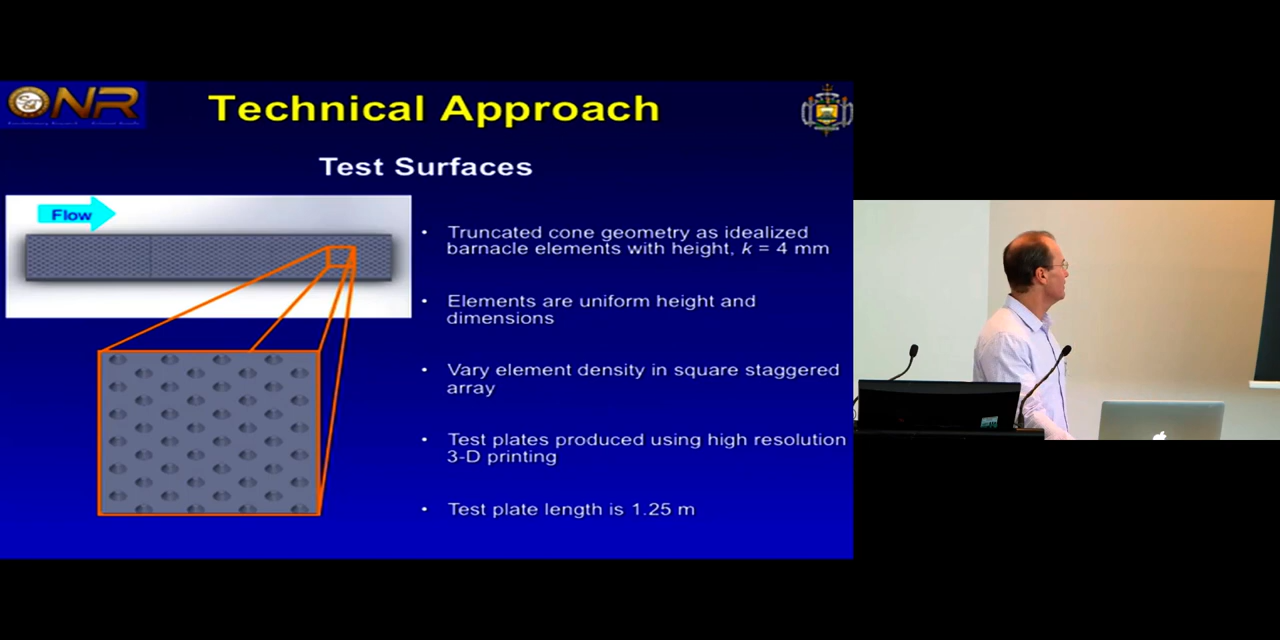 ONR
Technical Approach
Test Surfaces
Flow
• Truncated cone geometry as idealized
barnacle elements with height, k = 4 mm
• Elements are uniform height and
dimensions
• Vary element density in square staggered
array
• Test plates produced using high resolution
3-D printing
• Test plate length is 1.25 m